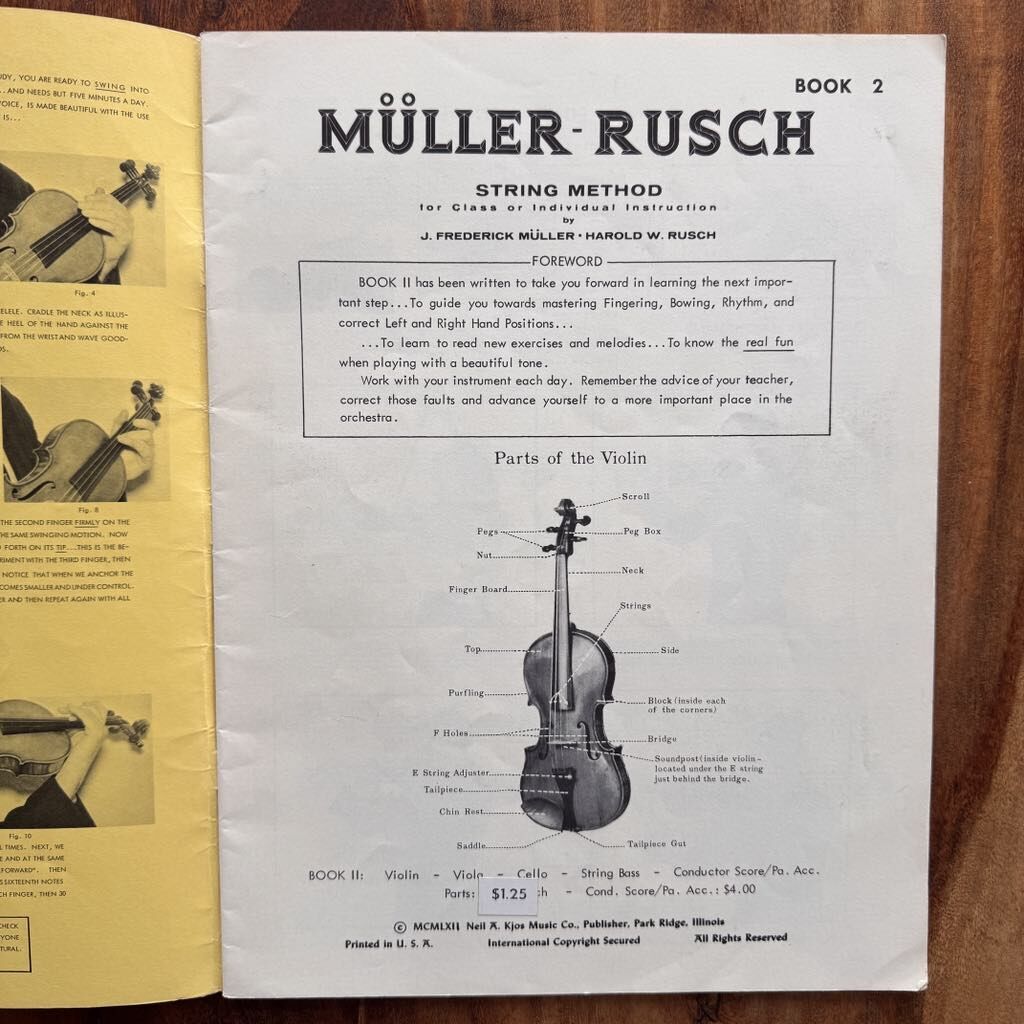 UDY, YOU ARE READY TO SWING INTO
...AND NEEDS BUT FIVE MINUTES A DAY.
VOICE, IS MADE BEAUTIFUL WITH THE USE
IS...
Fig. 4
ELELE. CRADLE THE NECK AS ILLUS-
E HEEL OF THE HAND AGAINST THE
FROM THE WRIST AND WAVE GOOD-
Fig. 8
THE SECOND FINGER FIRMLY ON THE
THE SAME SWINGING MOTION. NOW
FORTH ON ITS TIP...THIS IS THE BE-
RIMENT WITH THE THIRD FINGER, THEN
NOTICE THAT WHEN WE ANCHOR THE
COMES SMALLER AND UNDER CONTROL.
ER AND THEN REPEAT AGAIN WITH ALL
Fig. 10
L TIMES. NEXT, WE
E AND AT THE SAME
FORWARD". THEN
S SIXTEENTH NOTES
CH FINGER, THEN 30
CHECK
YONE
TURAL.
BOOK 2
MÜLLER-RUSCH
STRING METHOD
for Class or Individual Instruction
by
J. FREDERICK MÜLLER • HAROLD W. RUSCH
FOREWORD
BOOK II has been written to take you forward in learning the next impor-
tant step...To guide you towards mastering Fingering, Bowing, Rhythm, and
correct Left and Right Hand Positions...
...To learn to read new exercises and melodies...To know the real fun
when playing with a beautiful tone.
Work with your instrument each day. Remember the advice of your teacher,
correct those faults and advance yourself to a more important place in the
orchestra.
Parts of the Violin
Scroll
Pegs
Peg Box
Nut
Neck
Finger Board
Strings
Top
Side
Purfling
Block (inside each
of the corners)
F Holes
Bridge
Soundpost (inside violin-
located under the E string
just behind the bridge.
E String Adjuster
Tailpiece
Chin Rest
Saddle
Tailpiece Gut
BOOK II: Violin - Viola - Cello - String Bass - Conductor Score/Pa. Acc.
Parts: $1.25 ch - Cond. Score/Pa. Acc.: $4.00
© MCMLXII Neil A. Kjos Music Co., Publisher, Park Ridge, Illinois
Printed in U. S. A. International Copyright Secured All Rights Reserved